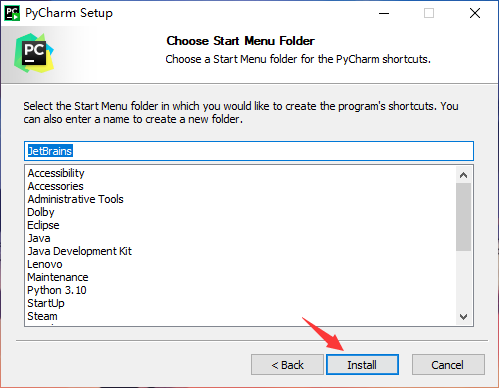 PyCharm Setup
PC
Choose Start Menu Folder
Choose a Start Menu folder for the PyCharm shortcuts.
Select the Start Menu folder in which you would like to create the program's shortcuts. You
can also enter a name to create a new folder.
JetBrains
Accessibility
Accessories
Administrative Tools
Dolby
Eclipse
Java
Java Development Kit
Lenovo
Maintenance
Python 3.10
StartUp
Steam
< Back
Install
Cancel